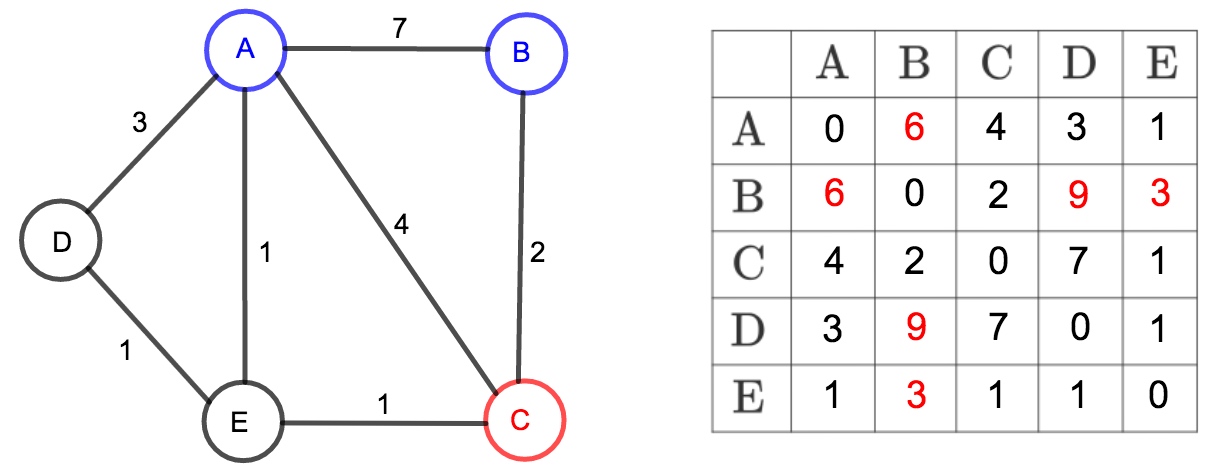 A
7
B
3
D
1
4
2
1
E
1
C
A B C D E
A 0 6 4 3 1
B 6 0 2 9 3
C 4 2 0 7 1
D 3 9 7 0 1
E 1 3 1 1 0